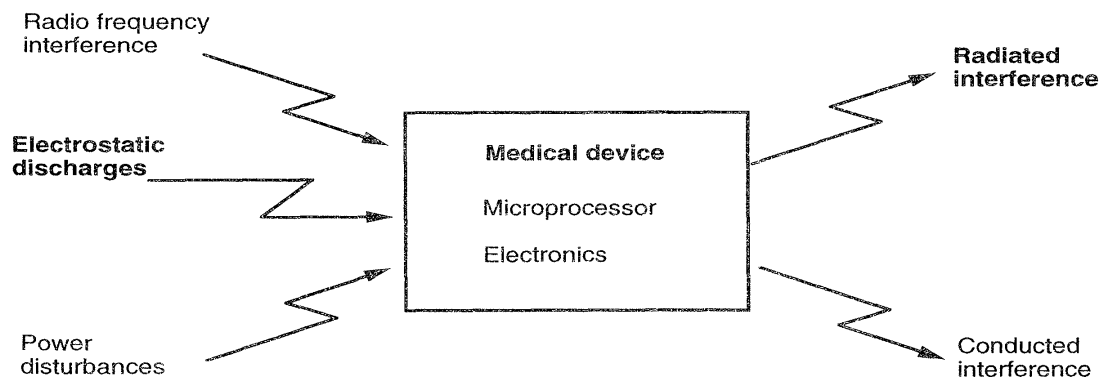 Radio frequency
interference
Electrostatic
discharges
Power
disturbances
Medical device
Microprocessor
Electronics
Radiated
interference
Conducted
interference